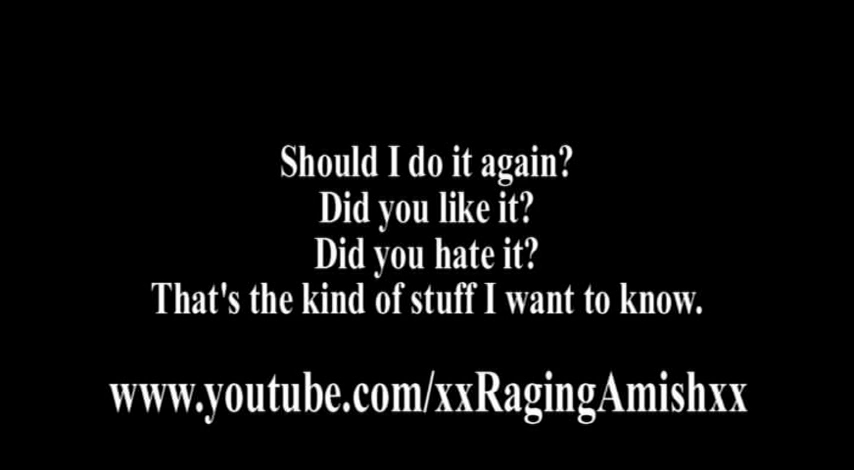 Should I do it again?
Did you like it?
Did you hate it?
That's the kind of stuff I want to know.
www.youtube.com/xxRagingAmishxx